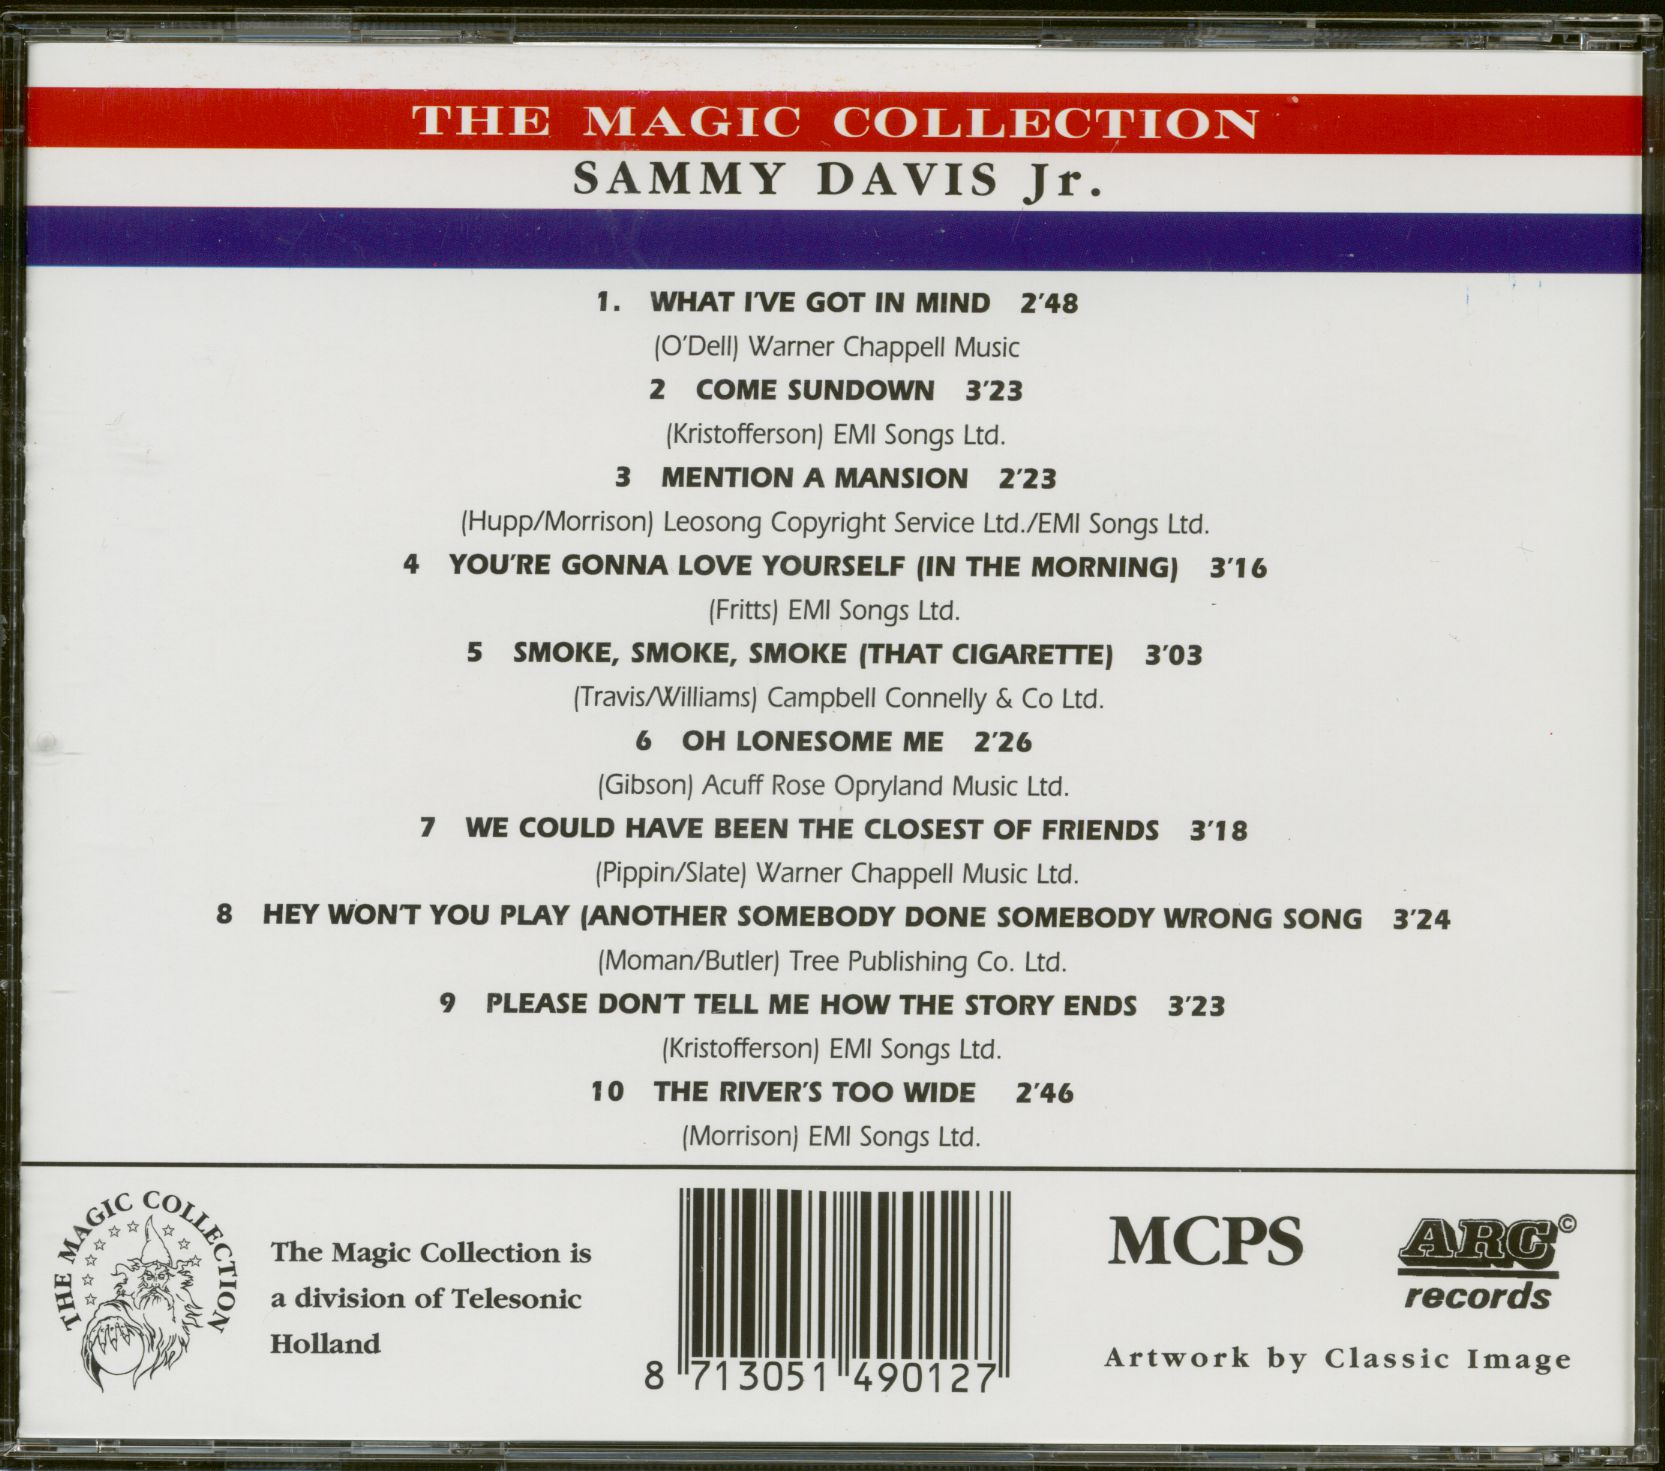 THE MAGIC COLLECTION
SAMMY DAVIS Jr.
1. WHAT I'VE GOT IN MIND 2'48
(O'Dell) Warner Chappell Music
2 COME SUNDOWN 3'23
(Kristofferson) EMI Songs Ltd.
3 MENTION A MANSION 2'23
(Hupp/Morrison) Leosong Copyright Service Ltd./EMI Songs Ltd.
4 YOU'RE GONNA LOVE YOURSELF (IN THE MORNING) 3'16
(Fritts) EMI Songs Ltd.
5 SMOKE, SMOKE, SMOKE (THAT CIGARETTE) 3'03
(Travis/Williams) Campbell Connelly & Co Ltd.
6 OH LONESOME ME 2'26
(Gibson) Acuff Rose Opryland Music Ltd.
7 WE COULD HAVE BEEN THE CLOSEST OF FRIENDS 3'18
(Pippin/Slate) Warner Chappell Music Ltd.
8 HEY WON'T YOU PLAY (ANOTHER SOMEBODY DONE SOMEBODY WRONG SONG 3'24
(Moman/Butler) Tree Publishing Co. Ltd.
9 PLEASE DON'T TELL ME HOW THE STORY ENDS 3'23
(Kristofferson) EMI Songs Ltd.
10 THE RIVER'S TOO WIDE 2'46
(Morrison) EMI Songs Ltd.
THE MAGIC COLLECTION
The Magic Collection is
a division of Telesonic
Holland
8 713051 490127
MCPS
ARC©
records
Artwork by Classic Image